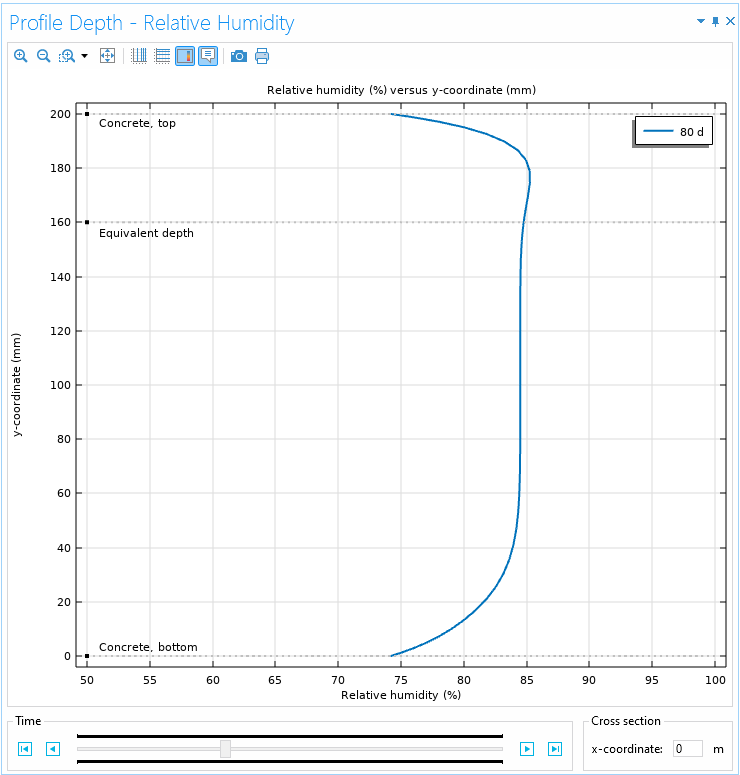 Profile Depth - Relative Humidity
Relative humidity (%) versus y-coordinate (mm)
200
Concrete, top
80 d
180
160
Equivalent depth
140
120
y-coordinate (mm)
100
80
60
40
20
Concrete, bottom
0
50 55 60 65 70 75 80 85 90 95 100
Relative humidity (%)
Time
Cross section
x-coordinate: 0 m